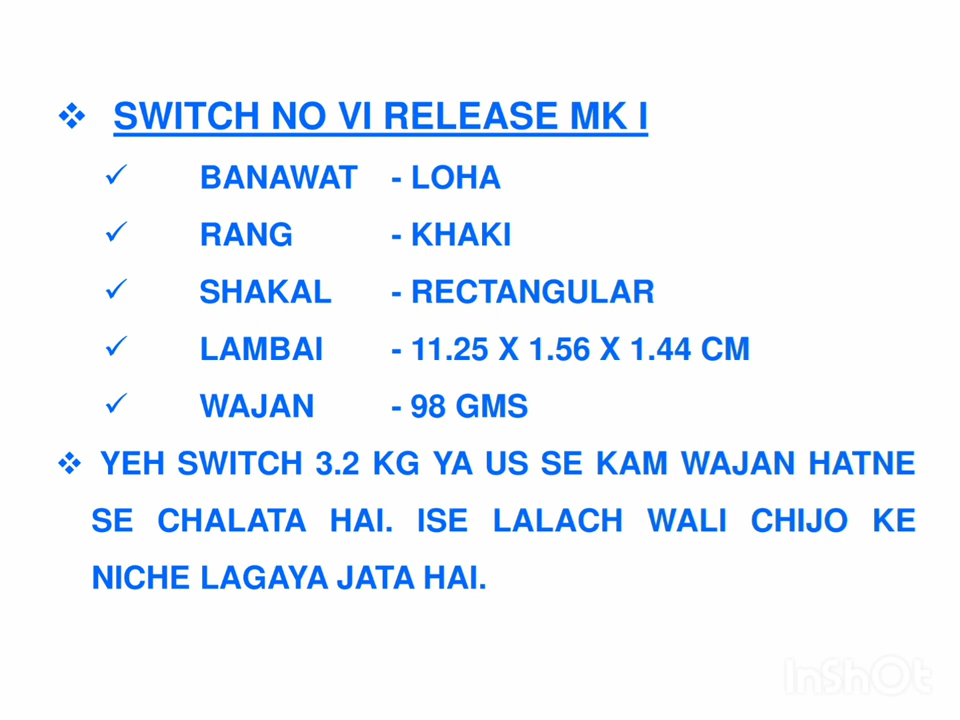 ❖ SWITCH NO VI RELEASE MK I
✓ BANAWAT - LOHA
✓ RANG - KHAKI
✓ SHAKAL - RECTANGULAR
✓ LAMBAI - 11.25 X 1.56 X 1.44 CM
✓ WAJAN - 98 GMS
❖ YEH SWITCH 3.2 KG YA US SE KAM WAJAN HATNE
SE CHALATA HAI. ISE LALACH WALI CHIJO KE
NICHE LAGAYA JATA HAI.
InShOt